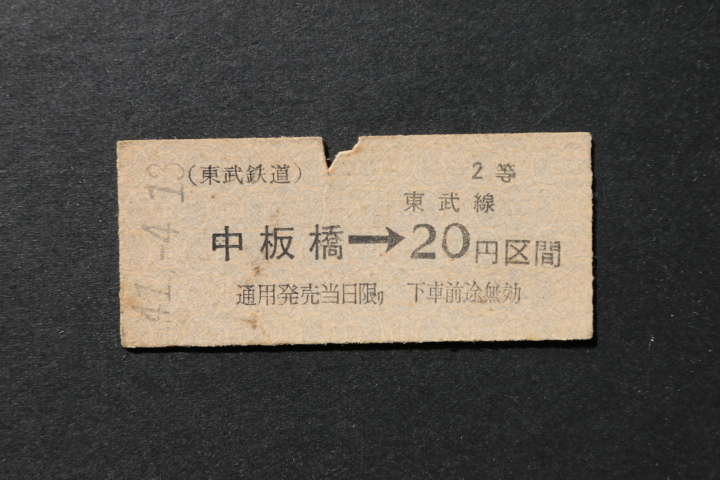 41.-4.13
(東武鉄道)
2等
東武線
中板橋→20円区間
通用発売当日限り 下車前途無効